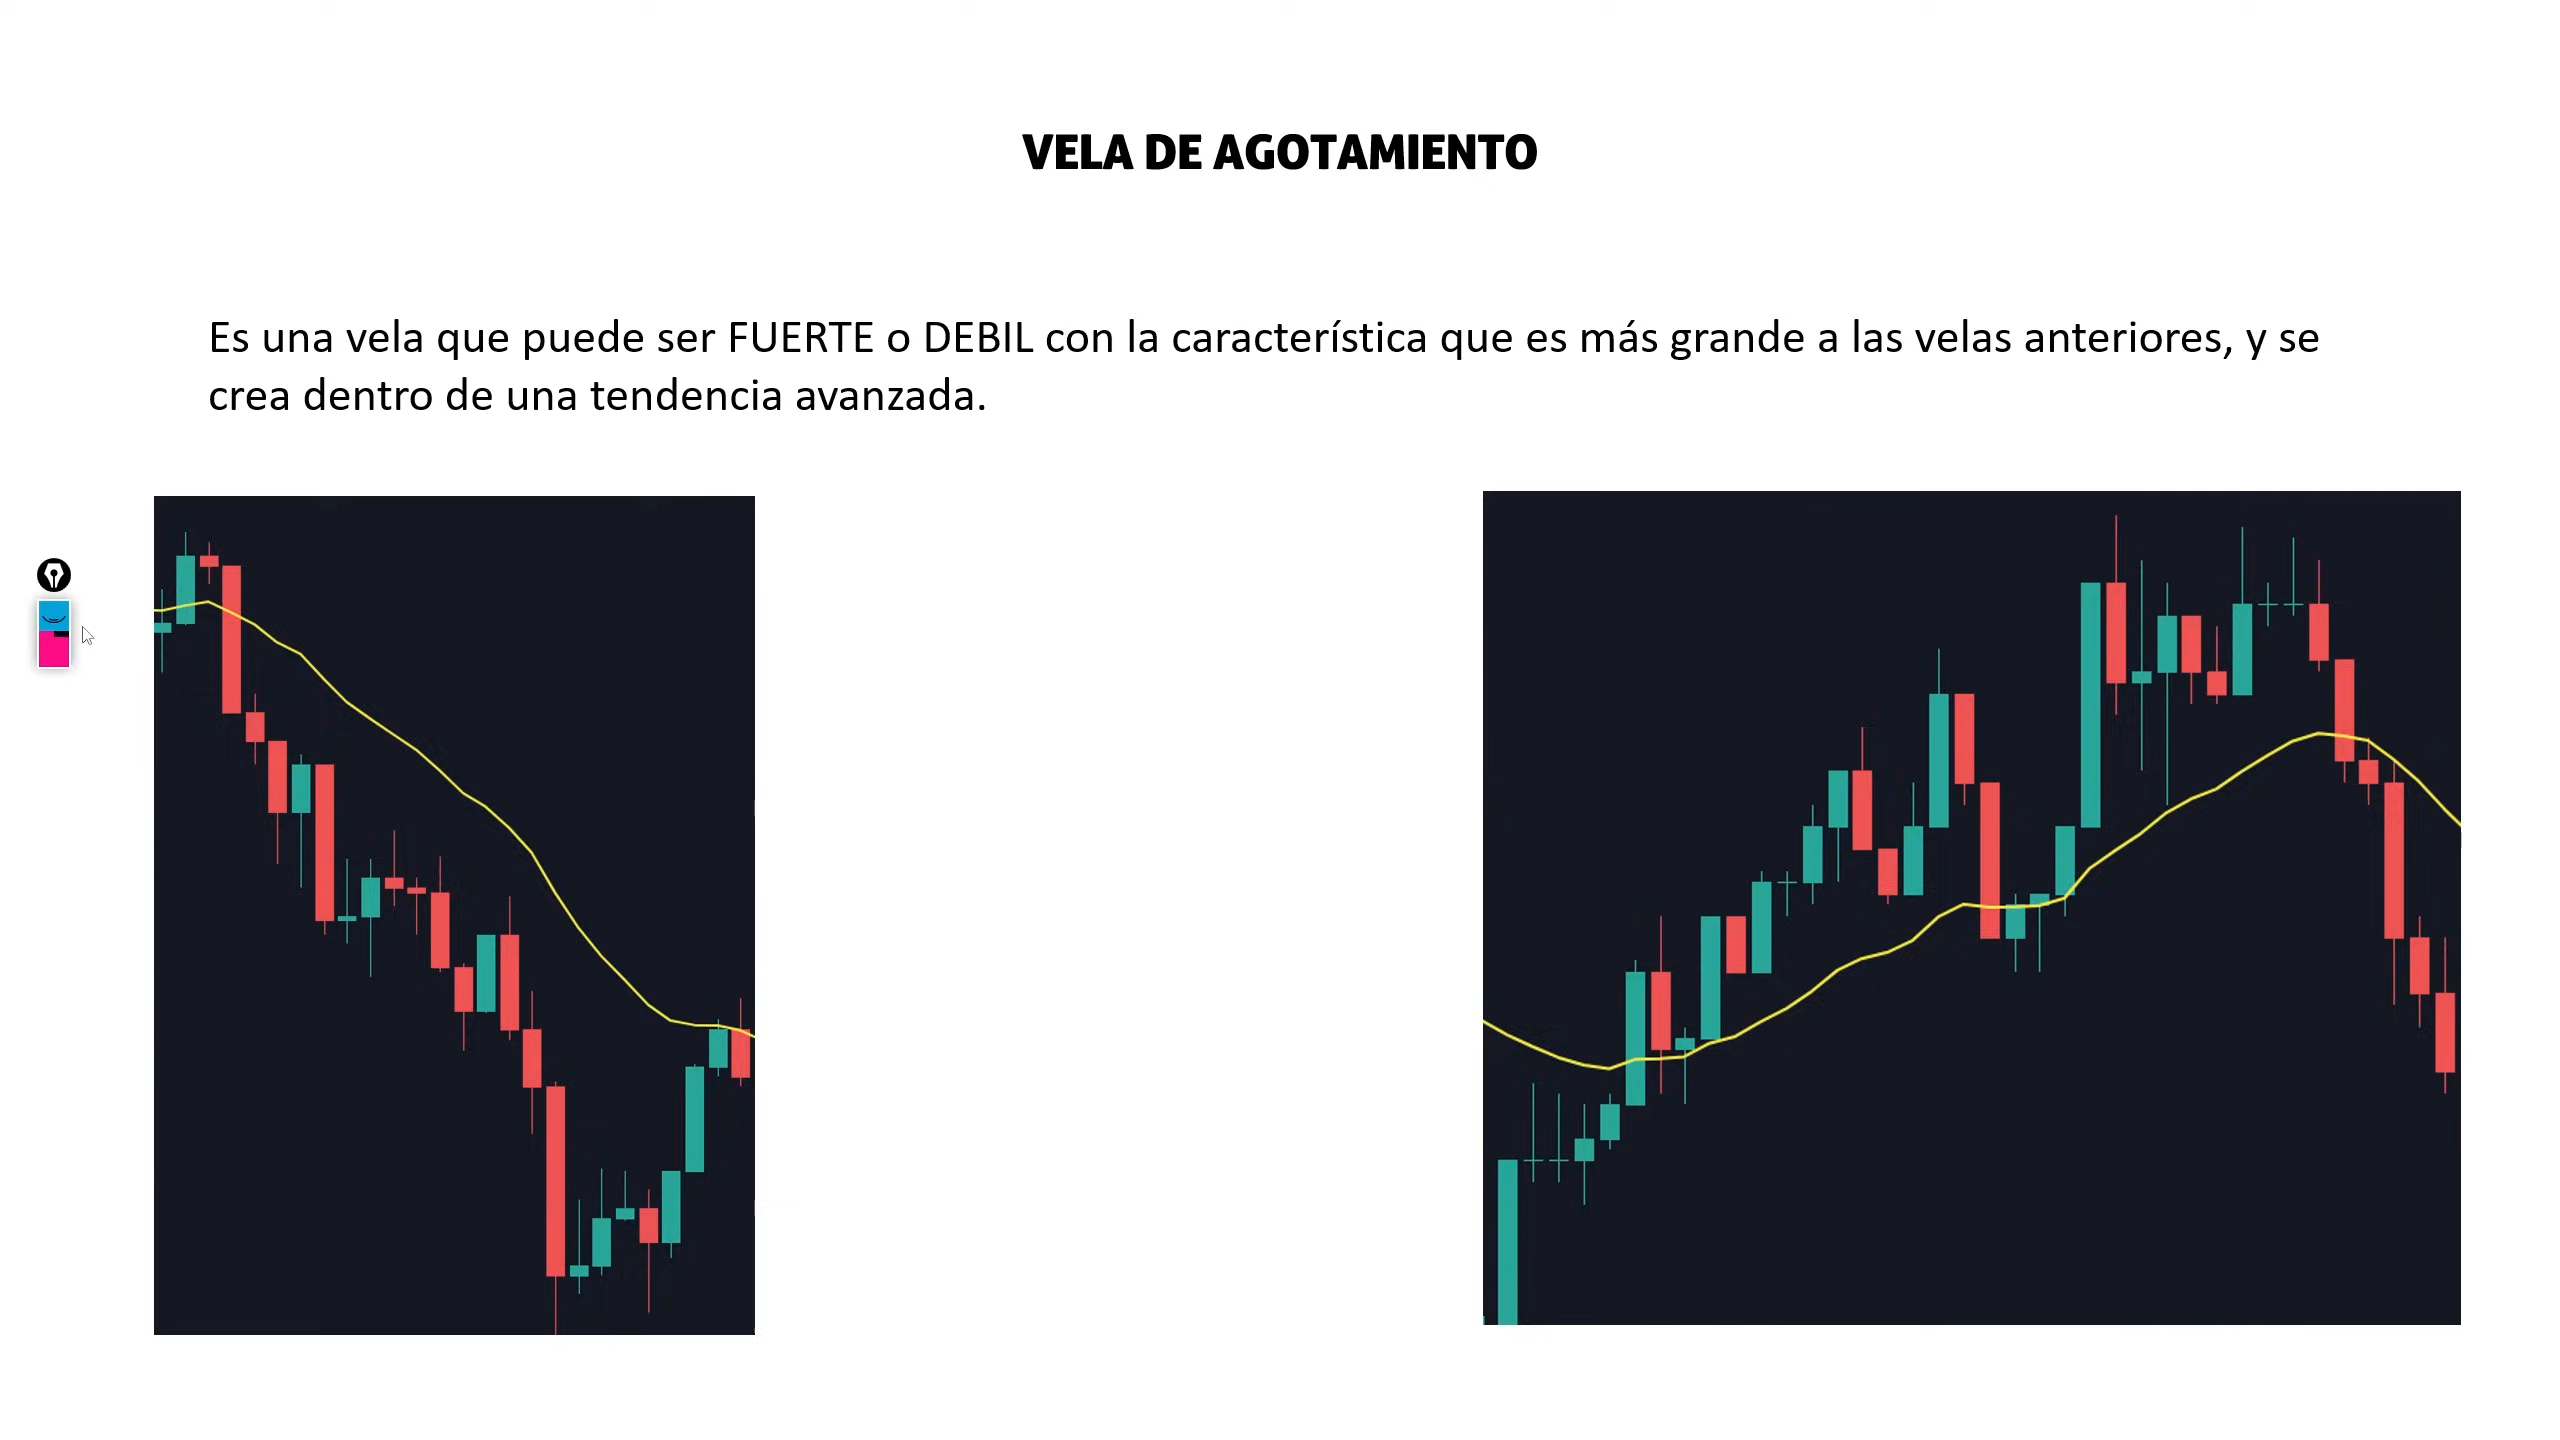 VELA DE AGOTAMIENTO
Es una vela que puede ser FUERTE o DEBIL con la característica que es más grande a las velas anteriores, y se
crea dentro de una tendencia avanzada.